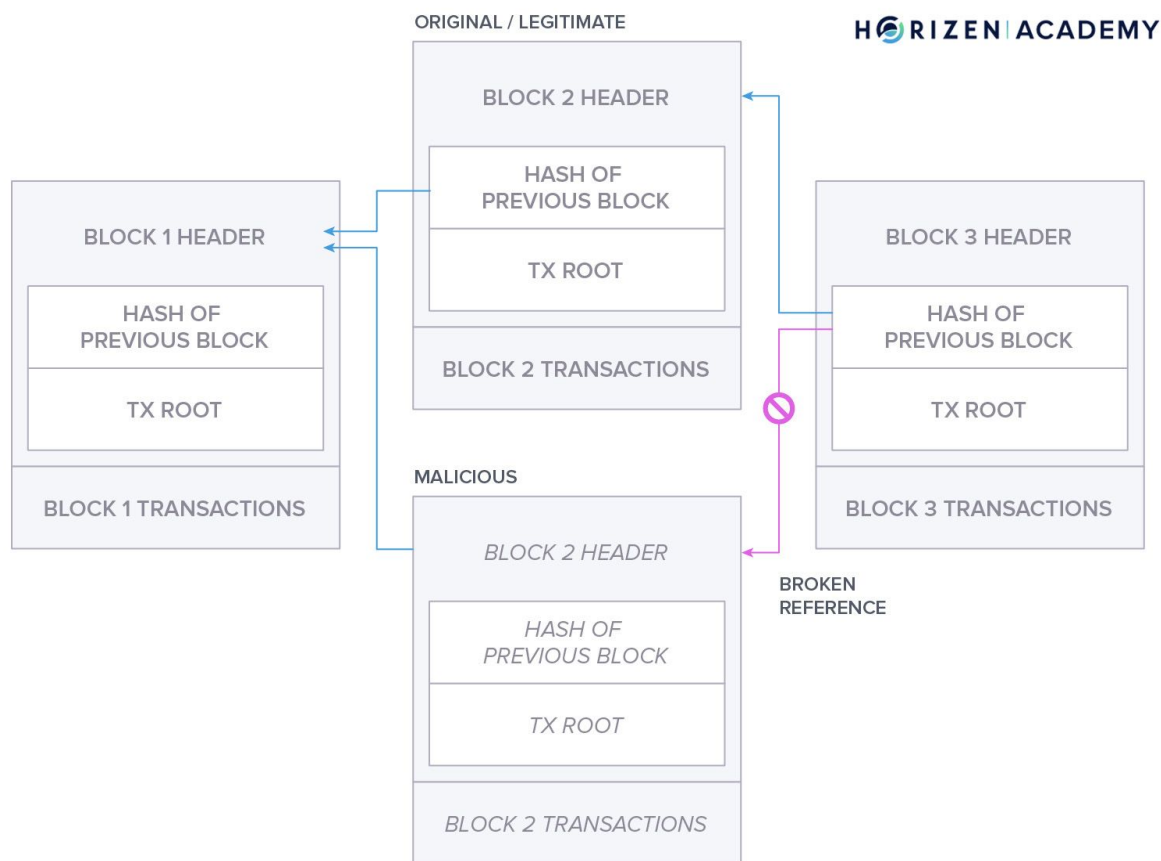 ORIGINAL / LEGITIMATE
HORIZEN | ACADEMY
BLOCK 2 HEADER
HASH OF
PREVIOUS BLOCK
TX ROOT
BLOCK 2 TRANSACTIONS
BLOCK 1 HEADER
HASH OF
PREVIOUS BLOCK
TX ROOT
BLOCK 1 TRANSACTIONS
BLOCK 3 HEADER
HASH OF
PREVIOUS BLOCK
TX ROOT
BLOCK 3 TRANSACTIONS
MALICIOUS
BLOCK 2 HEADER
HASH OF
PREVIOUS BLOCK
TX ROOT
BLOCK 2 TRANSACTIONS
BROKEN
REFERENCE